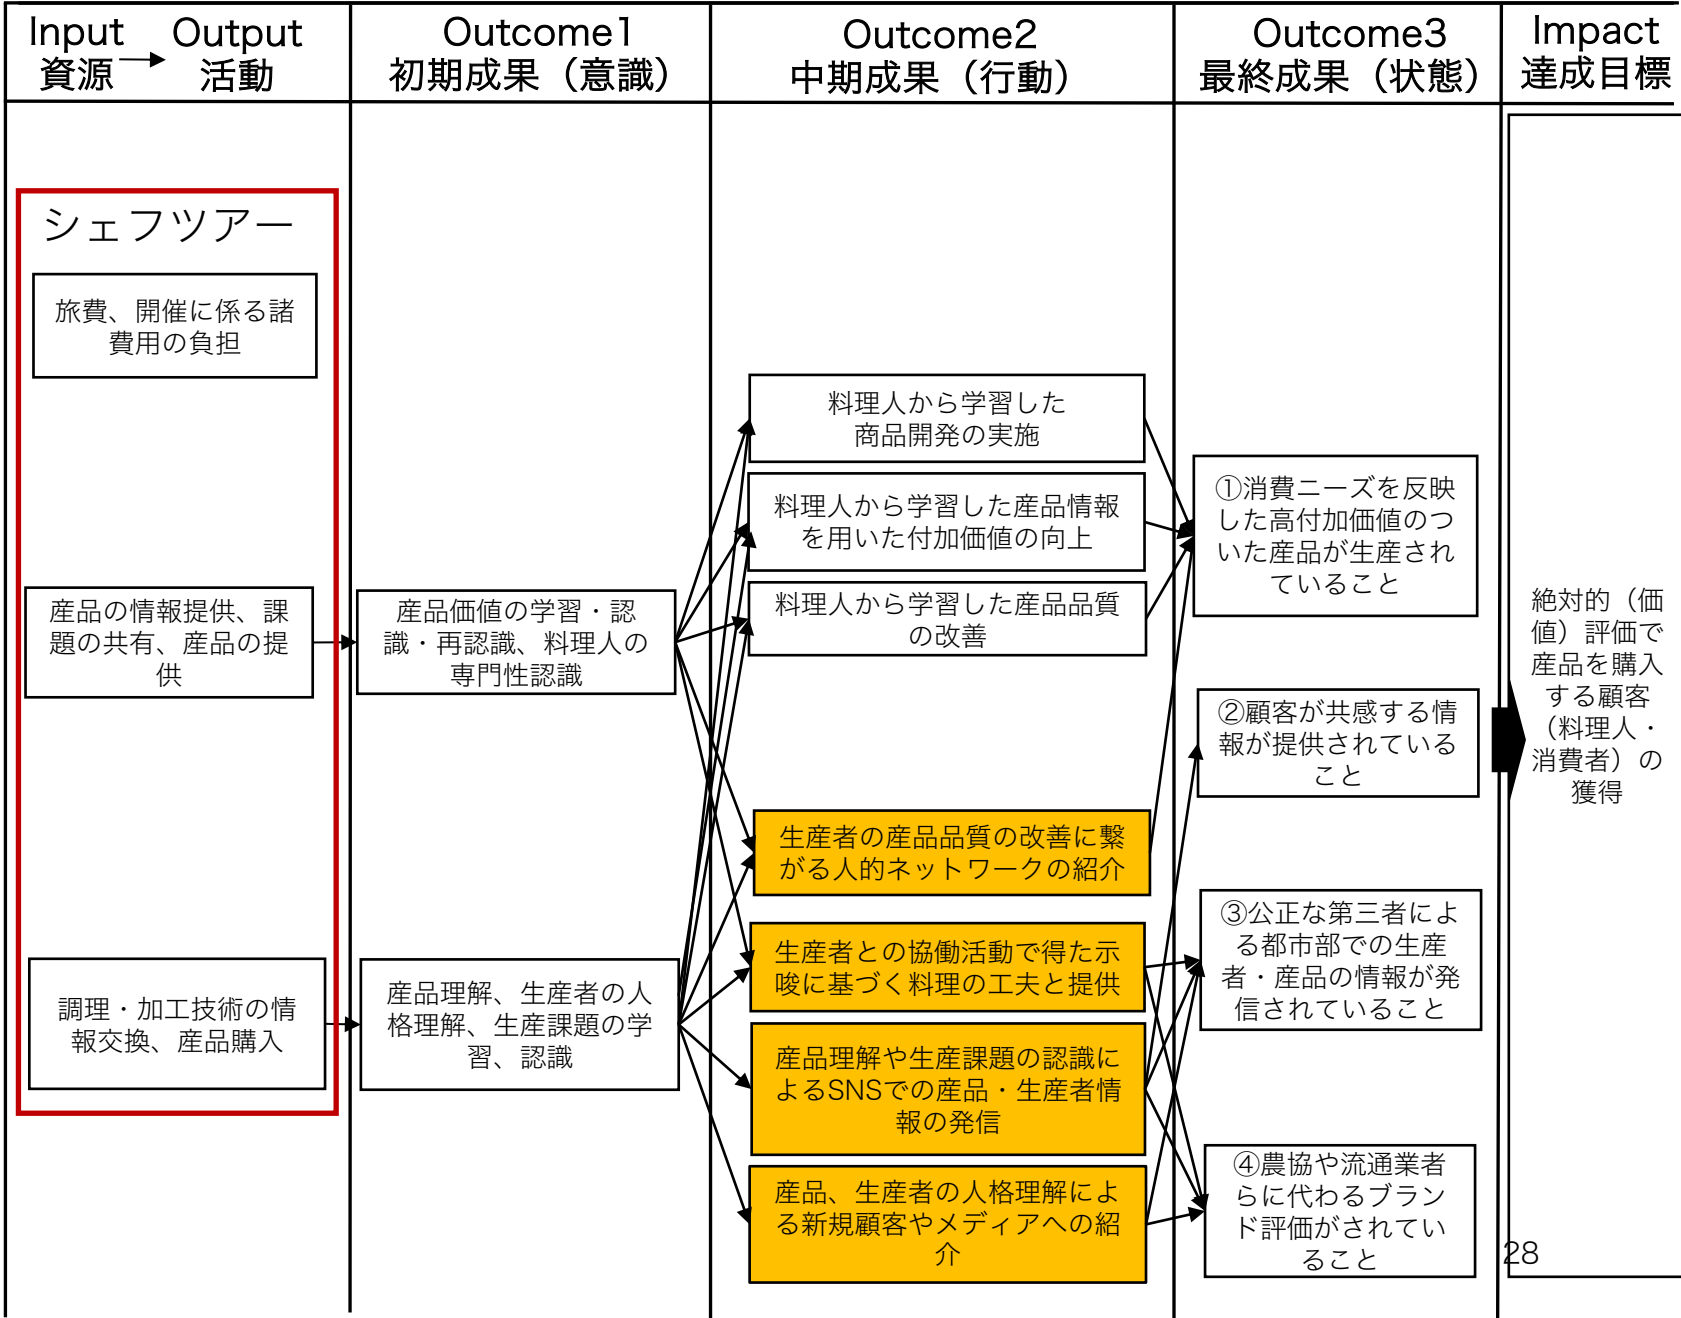 Input
資源
Output
活動
Outcome1
初期成果（意識）
Outcome2
中期成果（行動）
Outcome3
最終成果（状態）
Impact
達成目標
シェフツアー
旅費、開催に係る諸
費用の負担
産品の情報提供、課
題の共有、産品の提
供
調理・加工技術の情
報交換、産品購入
産品価値の学習・認
識・再認識、料理人の
専門性認識
産品理解、生産者の人
格理解、生産課題の学
習、認識
料理人から学習した
商品開発の実施
料理人から学習した産品情報
を用いた付加価値の向上
料理人から学習した産品品質
の改善
生産者の産品品質の改善に繋
がる人的ネットワークの紹介
生産者との協働活動で得た示
唆に基づく料理の工夫と提供
産品理解や生産課題の認識に
よるSNSでの産品・生産者情
報の発信
産品、生産者の人格理解によ
る新規顧客やメディアへの紹
介
①消費ニーズを反映
した高付加価値のつ
いた産品が生産され
ていること
②顧客が共感する情
報が提供されている
こと
③公正な第三者によ
る都市部での生産
者・産品の情報が発
信されていること
④農協や流通業者
らに代わるブラン
ド評価がされてい
ること
絶対的（価
値）評価で
産品を購入
する顧客
（料理人・
消費者）の
獲得
28